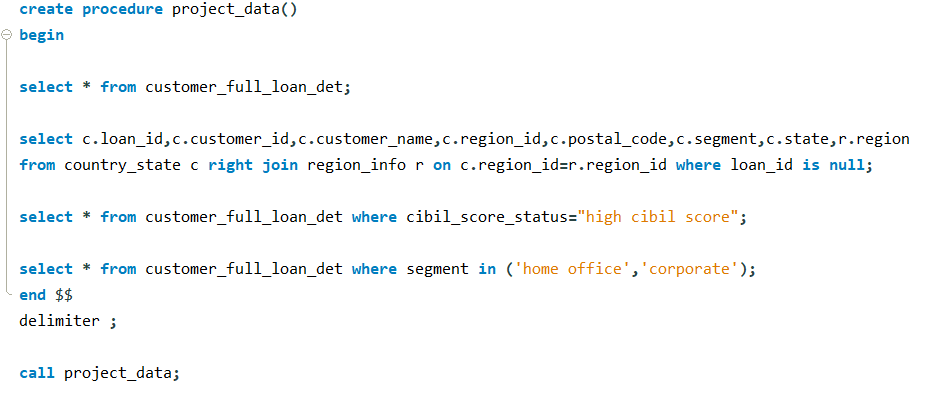 create procedure project_data()
begin
select * from customer_full_loan_det;
select c.loan_id,c.customer_id,c.customer_name,c.region_id,c.postal_code,c.segment,c.state,r.region
from country_state c right join region_info r on c.region_id=r.region_id where loan_id is null;
select * from customer_full_loan_det where cibil_score_status="high cibil score";
select * from customer_full_loan_det where segment in ('home office','corporate');
end $$
delimiter ;
call project_data;